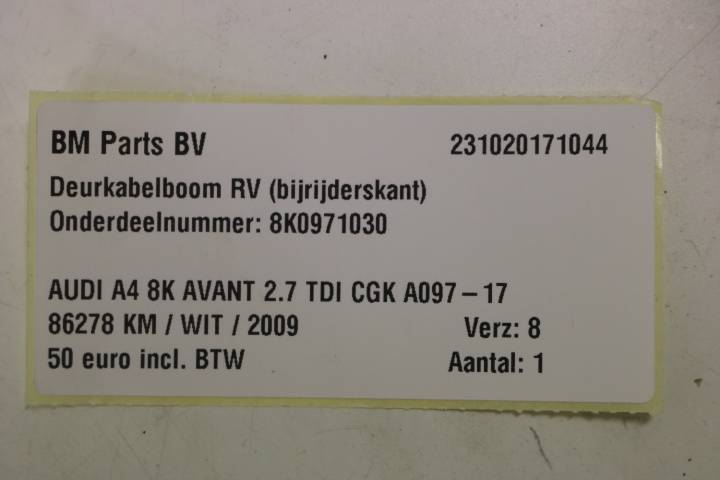 BM Parts BV 231020171044
Deurkabelboom RV (bijrijderskant)
Onderdeelnummer: 8K0971030
AUDI A4 8K AVANT 2.7 TDI CGK A097 – 17
86278 KM / WIT / 2009 Verz: 8
50 euro incl. BTW Aantal: 1